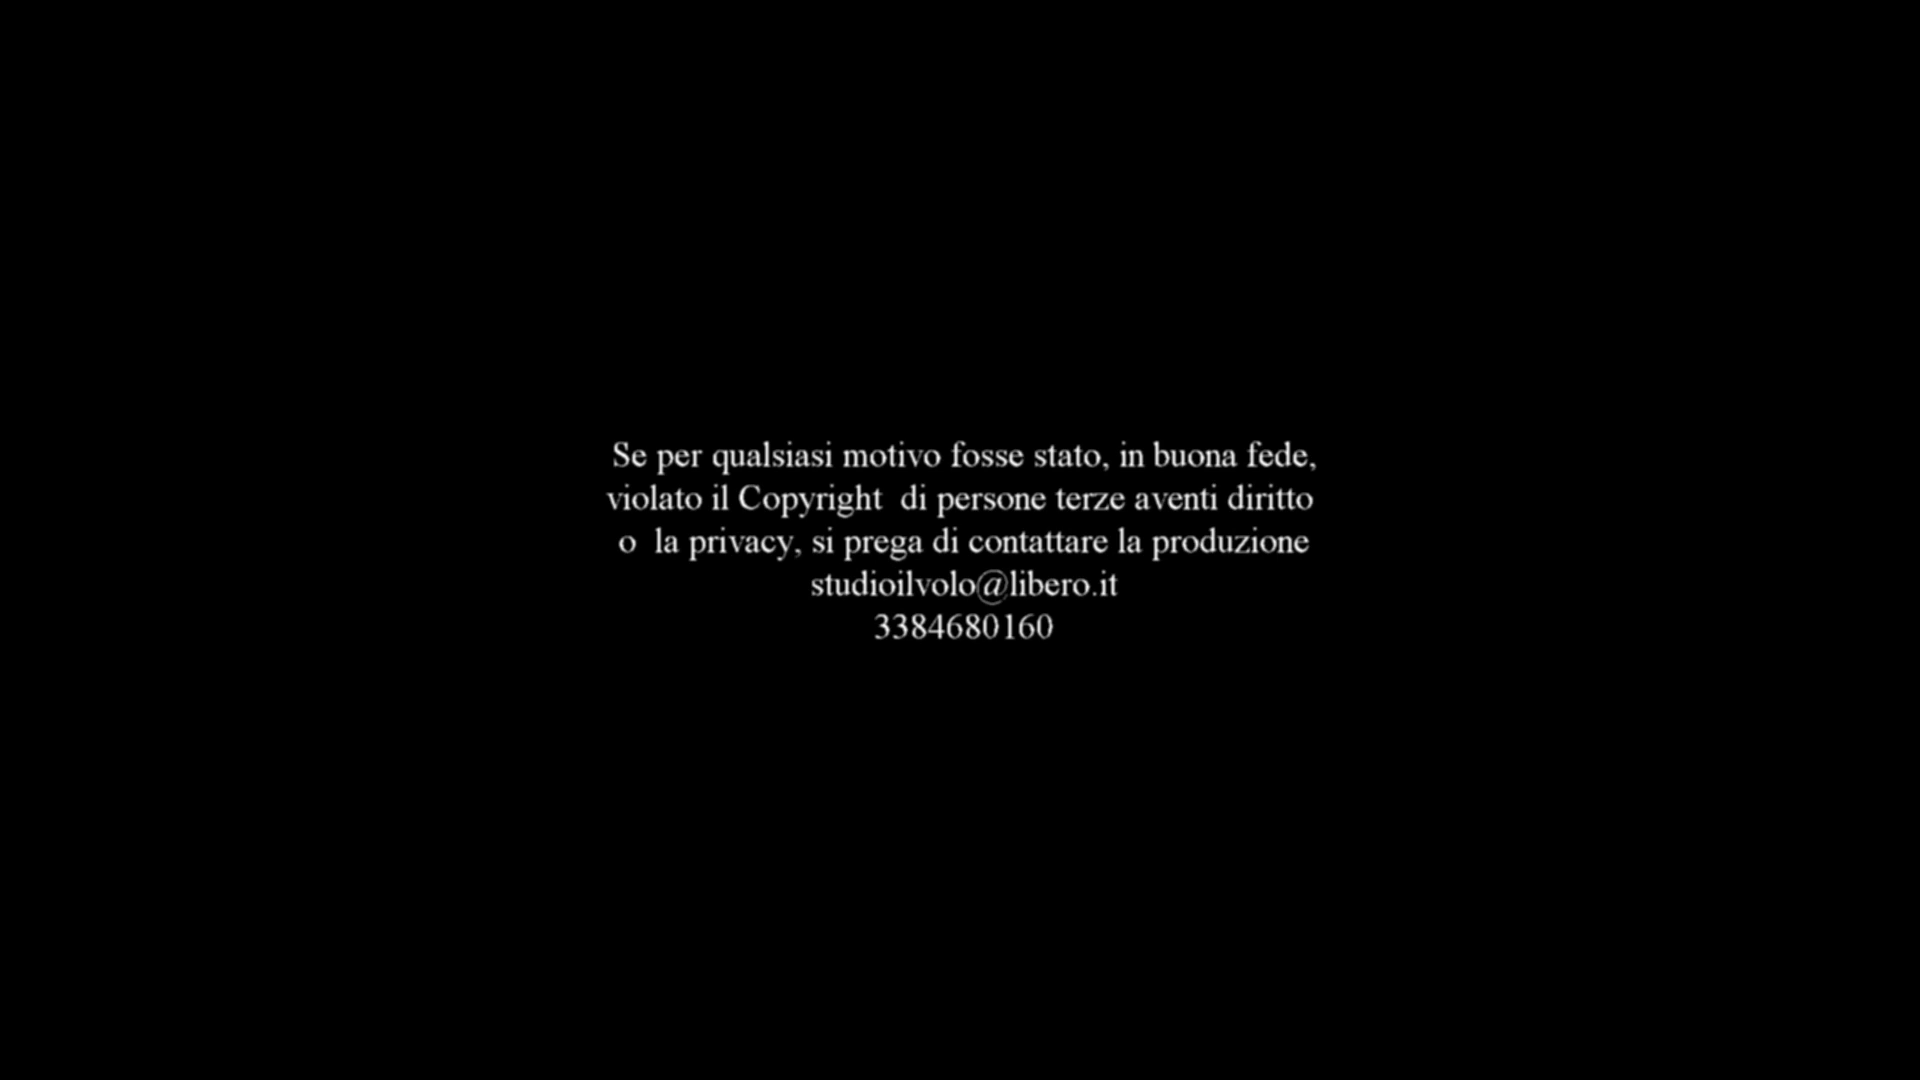 Se per qualsiasi motivo fosse stato, in buona fede,
violato il Copyright  di persone terze aventi diritto
o  la privacy, si prega di contattare la produzione
studioilvolo@libero.it
3384680160